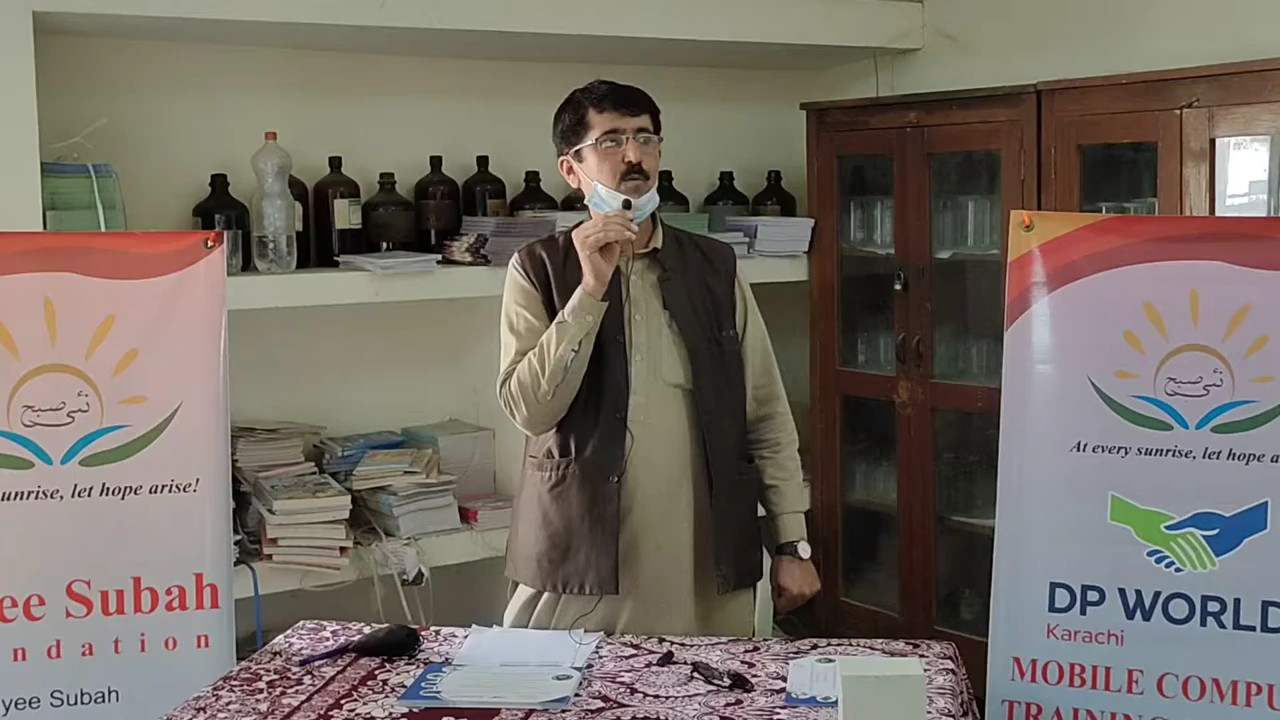 نئی صبح
unrise, let hope arise!
ee Subah
ndation
yee Subah
نئی صبح
At every sunrise, let hope a
DP WORLD
Karachi
MOBILE COMPU
TRAINING